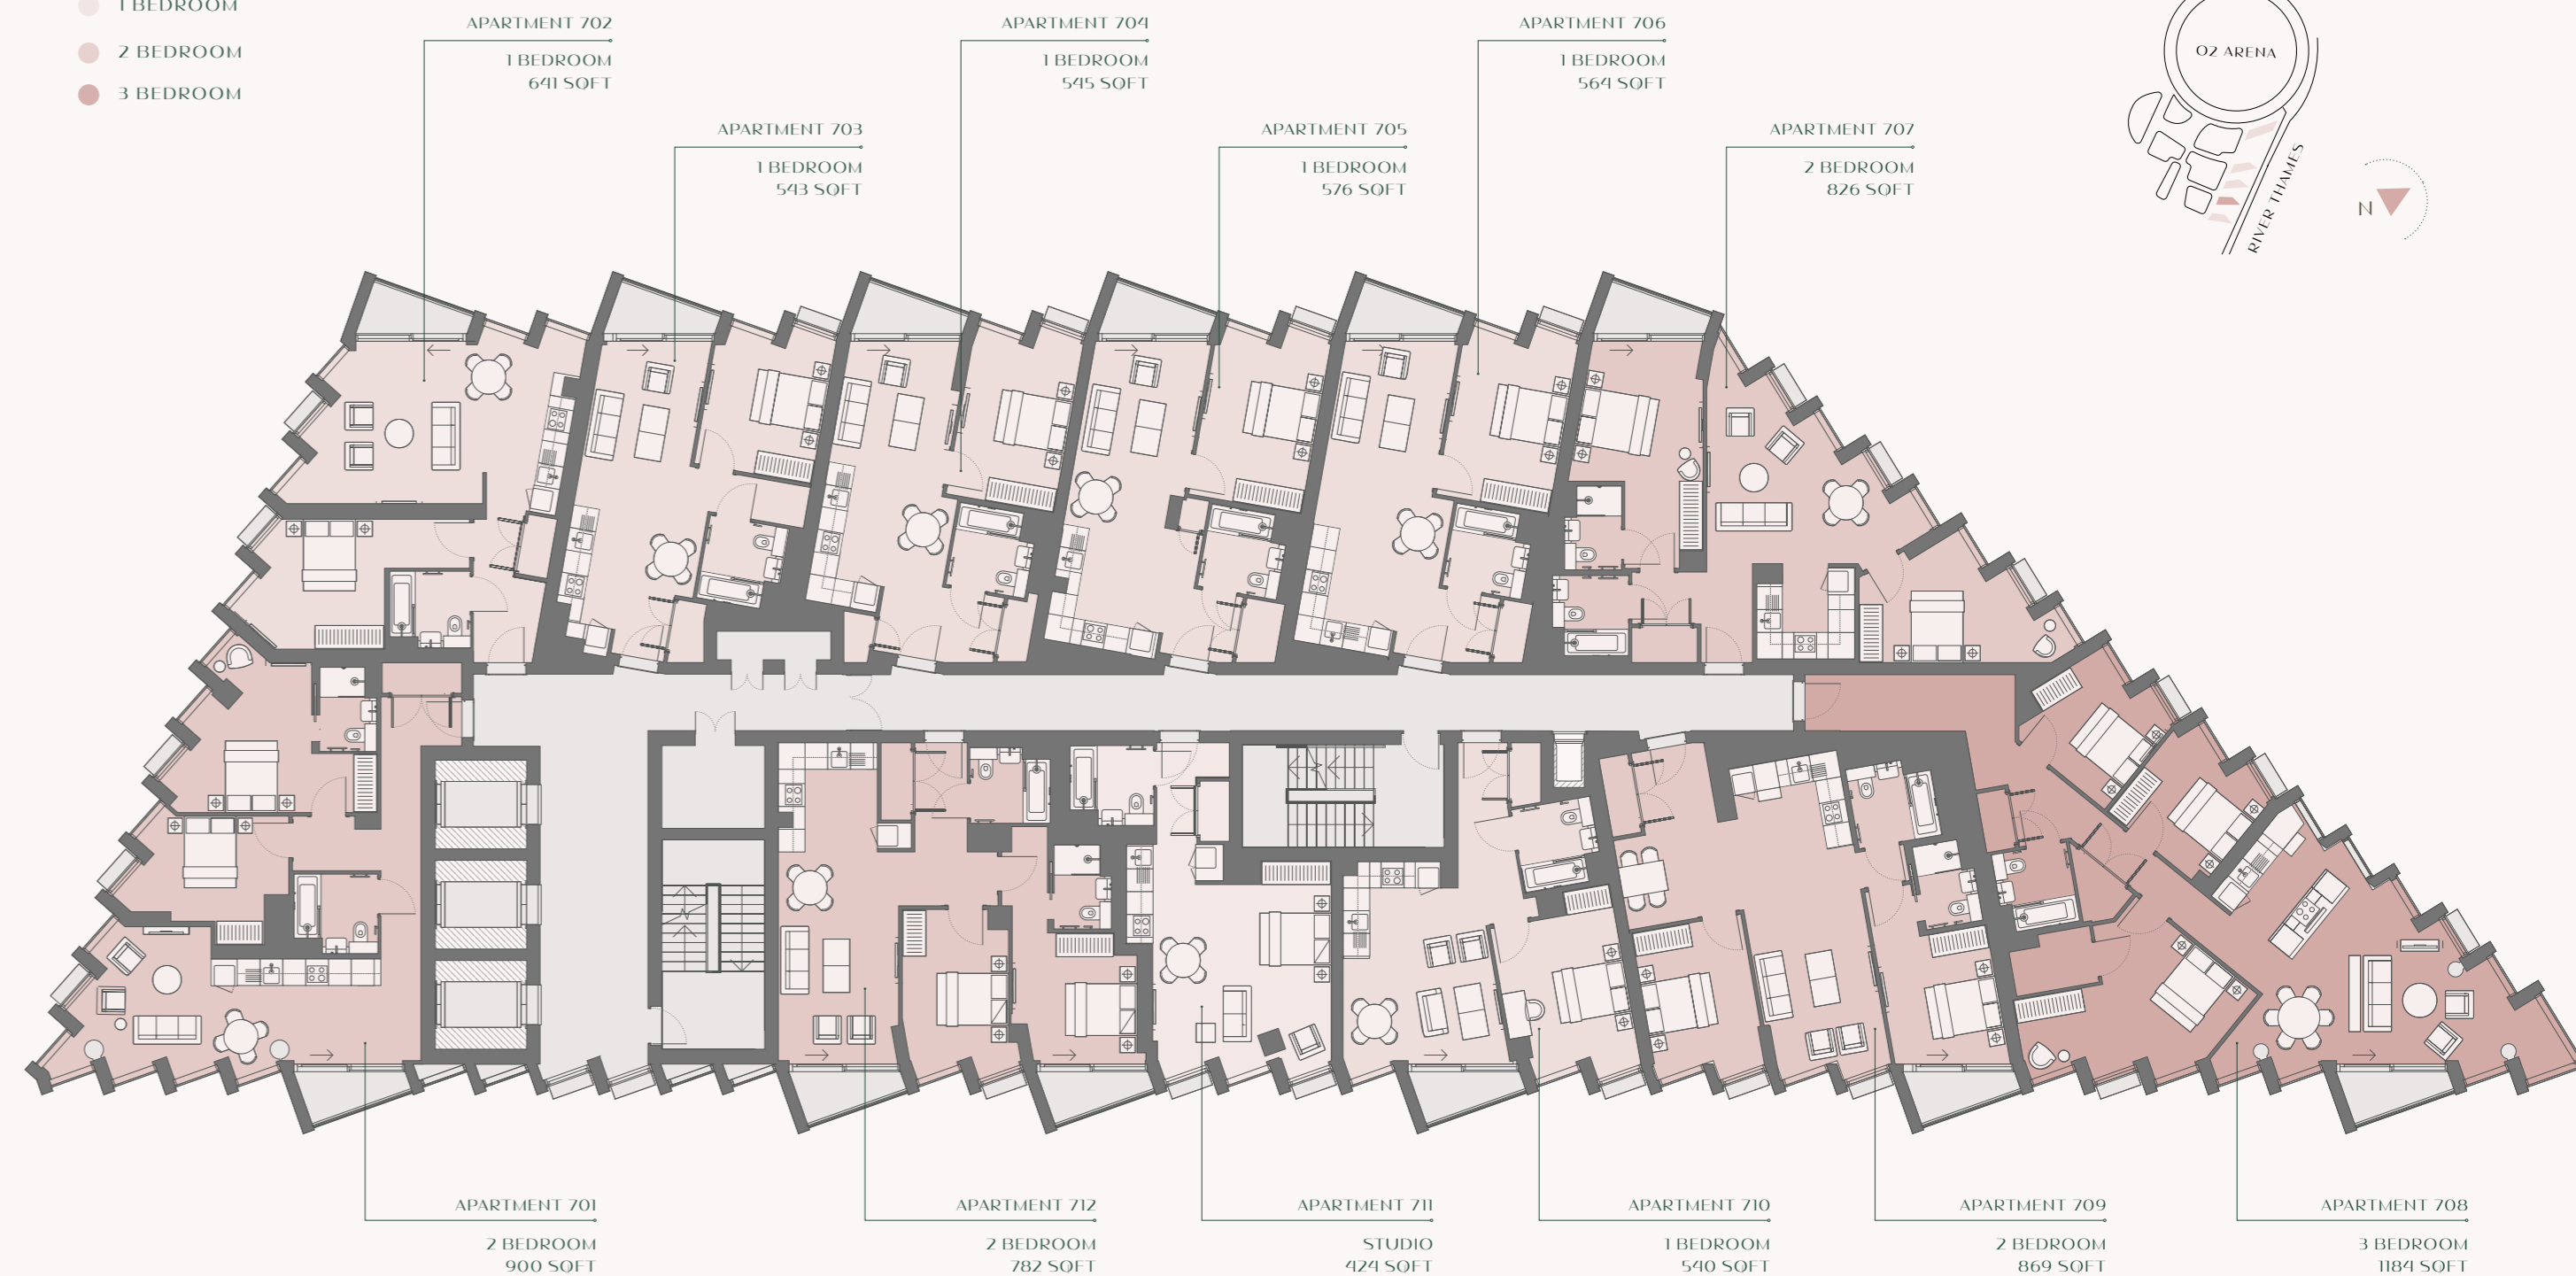 1 BEDROOM
2 BEDROOM
3 BEDROOM
APARTMENT 702
1 BEDROOM
641 SQFT
APARTMENT 703
1 BEDROOM
543 SQFT
APARTMENT 704
1 BEDROOM
545 SQFT
APARTMENT 705
1 BEDROOM
576 SQFT
APARTMENT 706
1 BEDROOM
564 SQFT
APARTMENT 707
2 BEDROOM
826 SQFT
O2 ARENA
RIVER THAMES
N
APARTMENT 701
2 BEDROOM
900 SQFT
APARTMENT 712
2 BEDROOM
782 SQFT
APARTMENT 711
STUDIO
424 SQFT
APARTMENT 710
1 BEDROOM
540 SQFT
APARTMENT 709
2 BEDROOM
869 SQFT
APARTMENT 708
3 BEDROOM
1184 SQFT